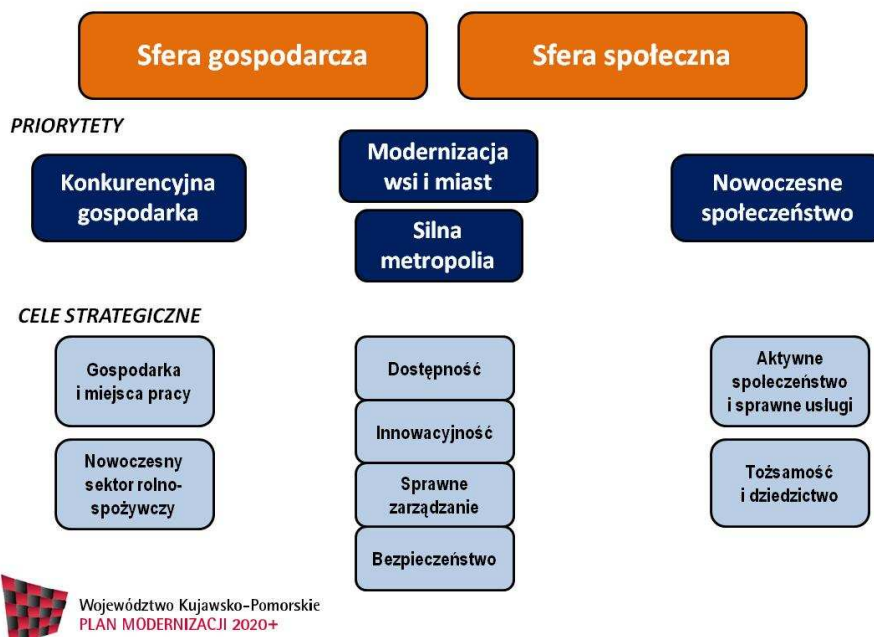 Sfera gospodarcza
Sfera społeczna
PRIORYTETY
Konkurencyjna
gospodarka
Modernizacja
wsi i miast
Silna
metropolia
Nowoczesne
społeczeństwo
CELE STRATEGICZNE
Gospodarka
i miejsca pracy
Nowoczesny
sektor rolno-
spożywczy
Dostępność
Innowacyjność
Sprawne
zarządzanie
Bezpieczeństwo
Aktywne
społeczeństwo
i sprawne usługi
Tożsamość
i dziedzictwo
Województwo Kujawsko-Pomorskie
PLAN MODERNIZACJI 2020+